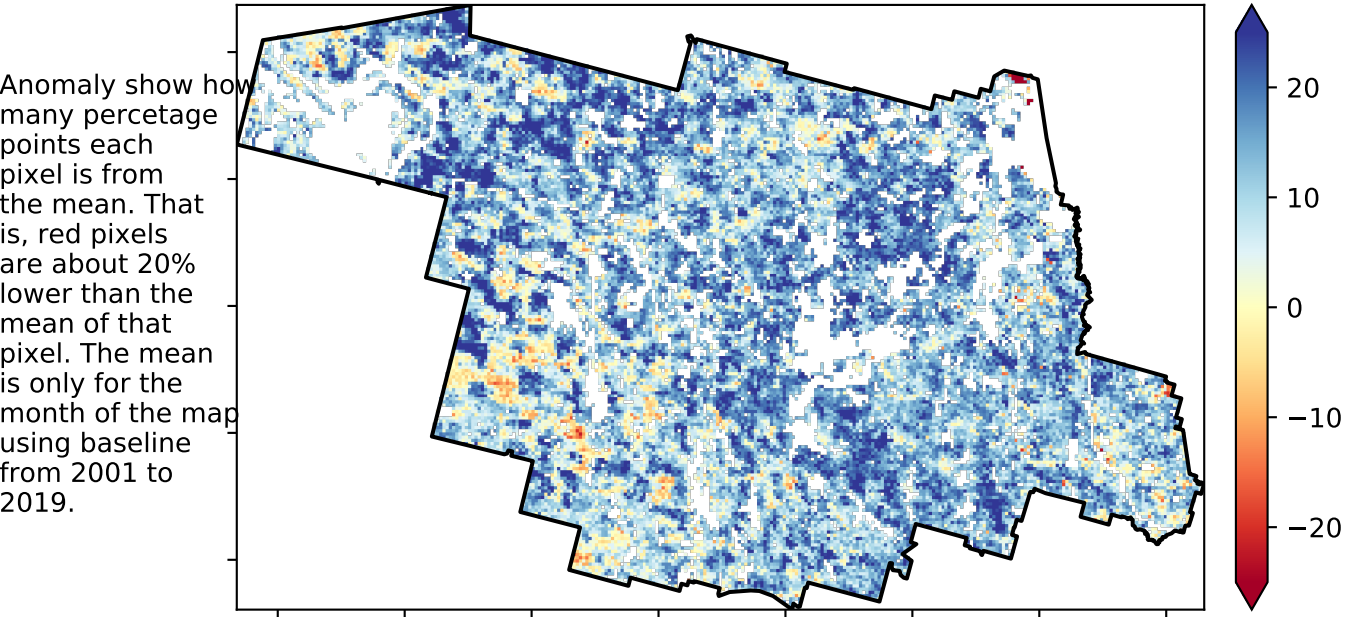 Anomaly show how
many percetage
points each
pixel is from
the mean. That
is, red pixels
are about 20%
lower than the
mean of that
pixel. The mean
is only for the
month of the map
using baseline
from 2001 to
2019.
20
10
0
−10
−20